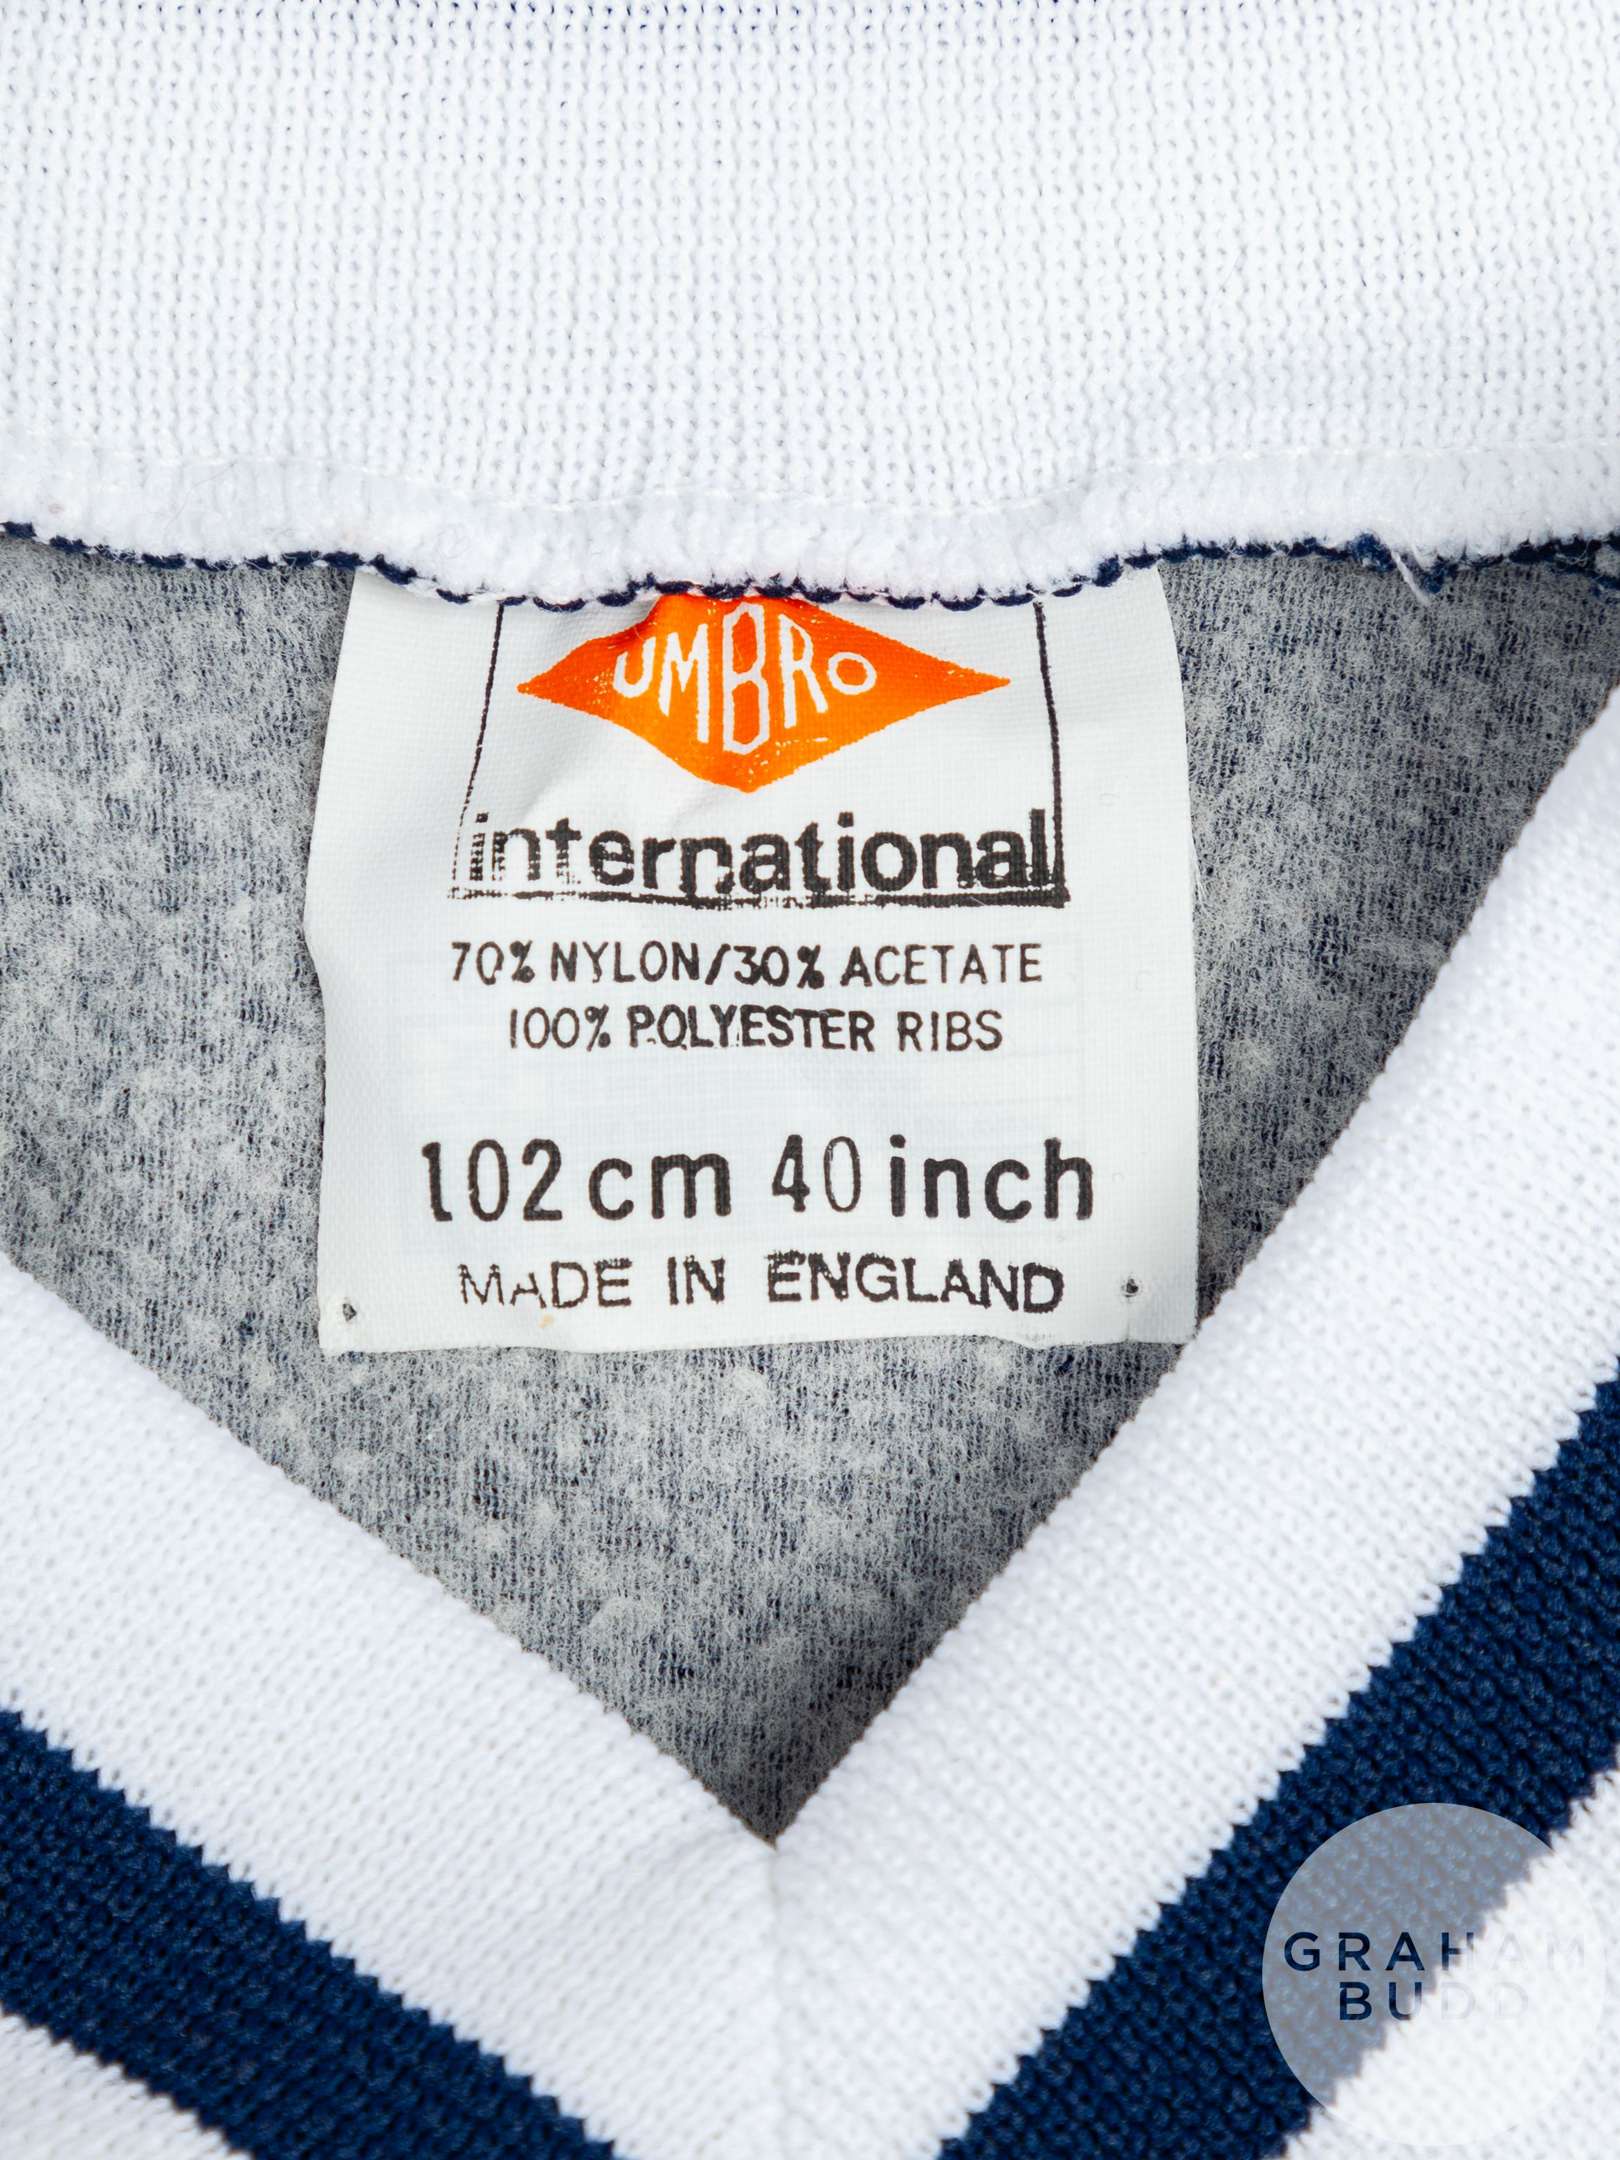 UMBRO
international
70% NYLON/30% ACETATE
100% POLYESTER RIBS
102 cm 40 inch
MADE IN ENGLAND
GRAHAM
BUDD